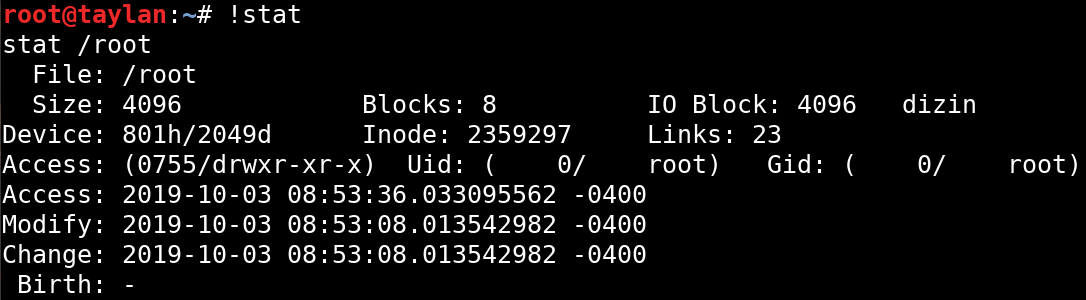 root@taylan:~# !stat
stat /root
  File: /root
  Size: 4096            Blocks: 8          IO Block: 4096   dizin
Device: 801h/2049d      Inode: 2359297     Links: 23
Access: (0755/drwxr-xr-x)  Uid: (    0/    root)   Gid: (    0/    root)
Access: 2019-10-03 08:53:36.033095562 -0400
Modify: 2019-10-03 08:53:08.013542982 -0400
Change: 2019-10-03 08:53:08.013542982 -0400
 Birth: -